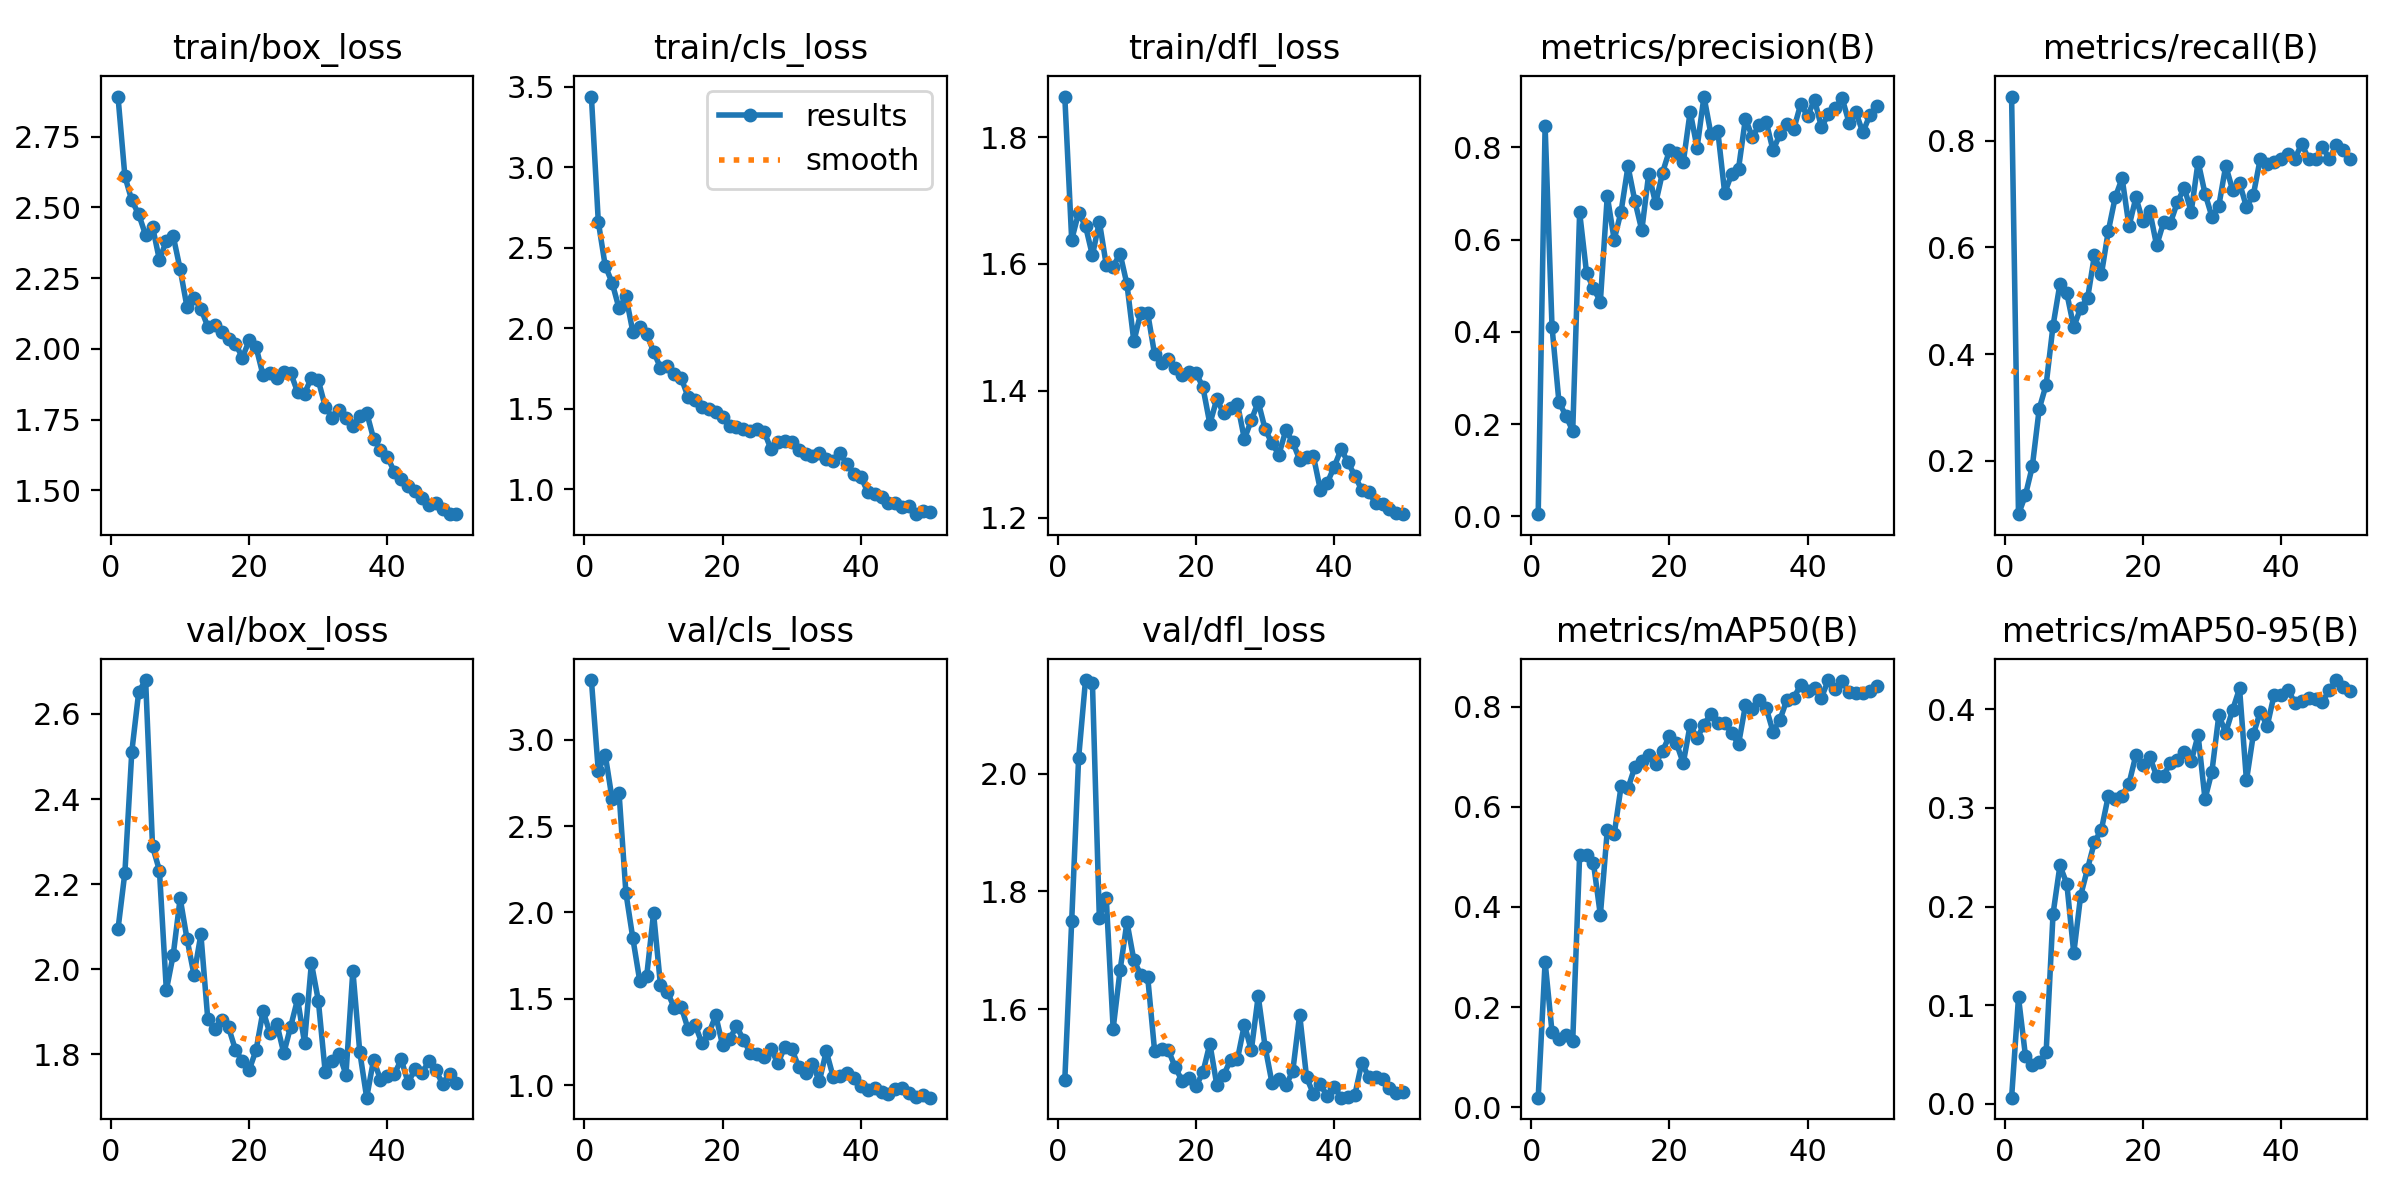 train/box_loss
2.75
2.50
2.25
2.00
1.75
1.50
0 20 40
train/cls_loss
results
smooth
3.5
3.0
2.5
2.0
1.5
1.0
0 20 40
train/dfl_loss
1.8
1.6
1.4
1.2
0 20 40
metrics/precision(B)
0.8
0.6
0.4
0.2
0.0
0 20 40
metrics/recall(B)
0.8
0.6
0.4
0.2
0 20 40
val/box_loss
2.6
2.4
2.2
2.0
1.8
0 20 40
val/cls_loss
3.0
2.5
2.0
1.5
1.0
0 20 40
val/dfl_loss
2.0
1.8
1.6
0 20 40
metrics/mAP50(B)
0.8
0.6
0.4
0.2
0.0
0 20 40
metrics/mAP50-95(B)
0.4
0.3
0.2
0.1
0.0
0 20 40